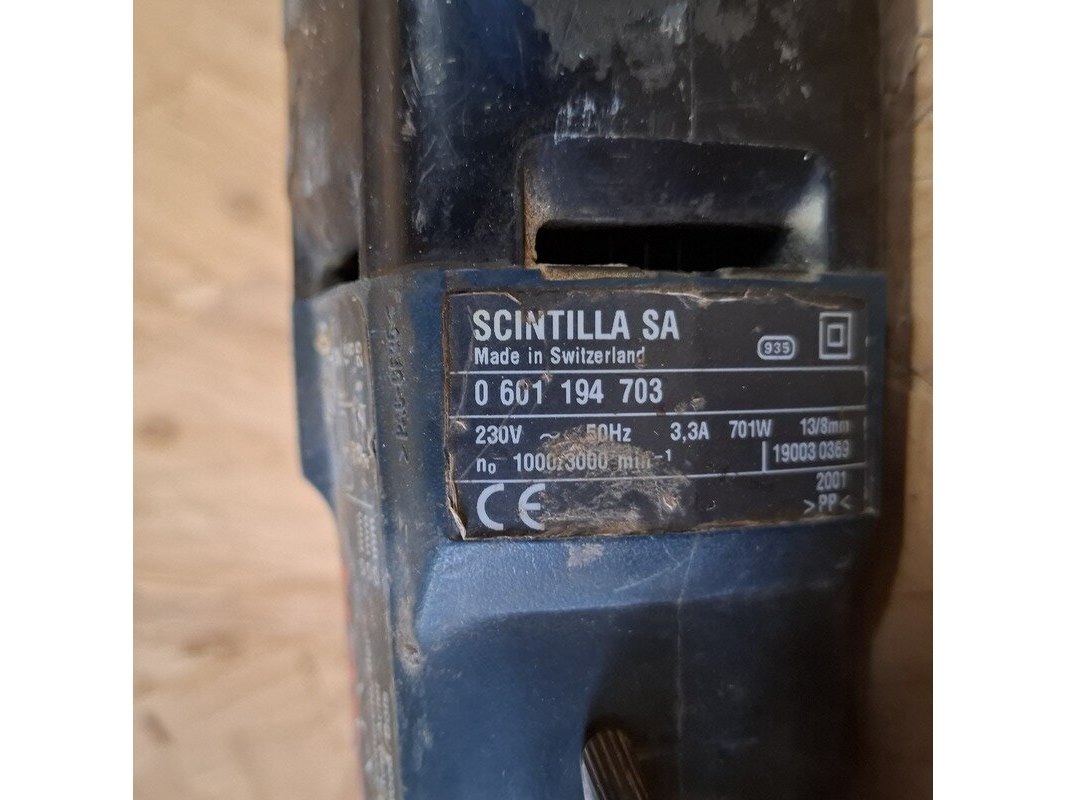 SCINTILLA SA
Made in Switzerland
935
0 601 194 703
230V ~ 50Hz 3,3A 701W 13/8mm
n₀ 1000/3000 min⁻¹ 19003 0369
2001
CE >PP<